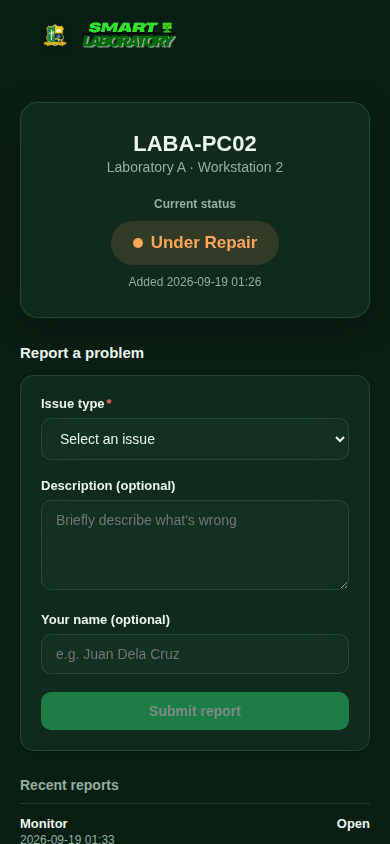 SMART
LABORATORY
LABA-PC02
Laboratory A · Workstation 2
Current status
Under Repair
Added 2026-09-19 01:26
Report a problem
Issue type *
Select an issue
Description (optional)
Briefly describe what's wrong
Your name (optional)
e.g. Juan Dela Cruz
Submit report
Recent reports
Monitor Open
2026-09-19 01:33